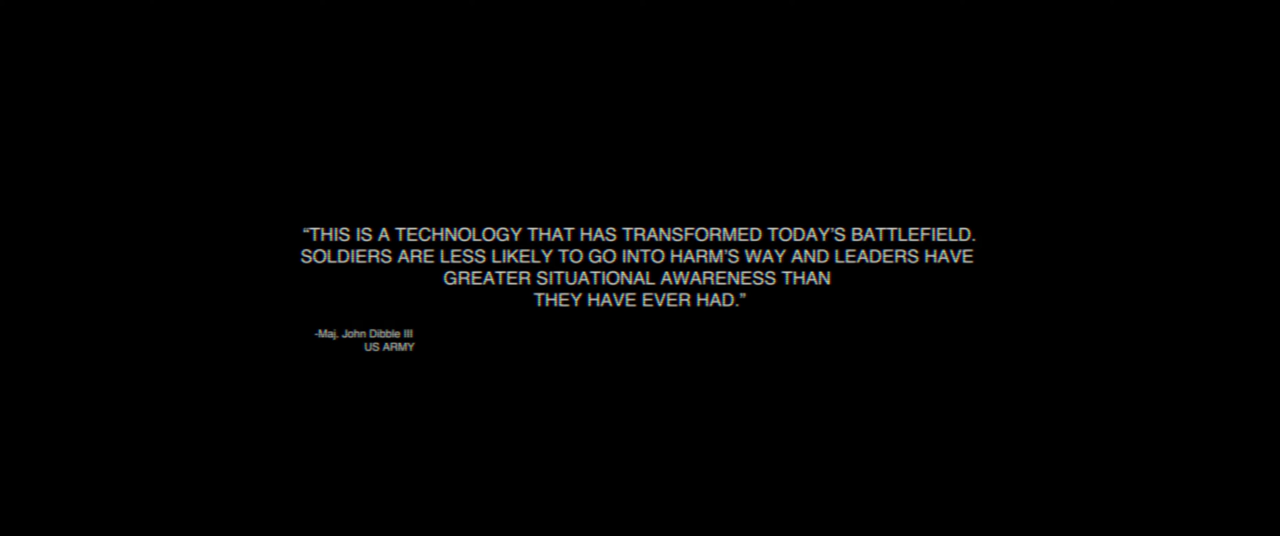 “THIS IS A TECHNOLOGY THAT HAS TRANSFORMED TODAY’S BATTLEFIELD.
SOLDIERS ARE LESS LIKELY TO GO INTO HARM’S WAY AND LEADERS HAVE
GREATER SITUATIONAL AWARENESS THAN
THEY HAVE EVER HAD.”
-Maj. John Dibble III
US ARMY